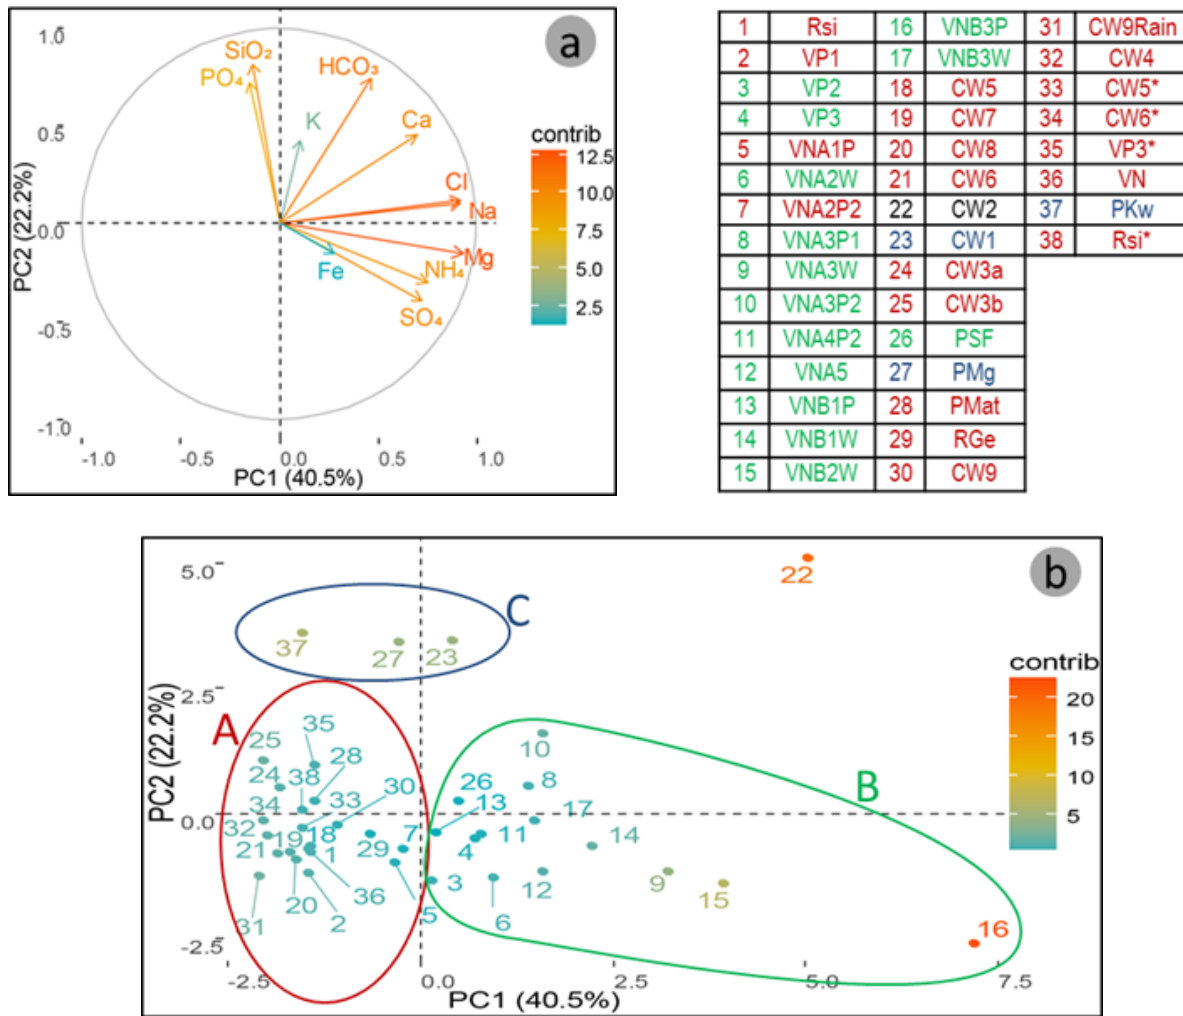 a
1.0
0.5
0.0
-0.5
-1.0
PC2 (22.2%)
SiO₂
PO₄
HCO₃
K
Ca
Cl
Na
Mg
Fe
NH₄
SO₄
contrib
12.5
10.0
7.5
5.0
2.5
-1.0 -0.5 0.0 0.5 1.0
PC1 (40.5%)
1 Rsi 16 VNB3P 31 CW9Rain
2 VP1 17 VNB3W 32 CW4
3 VP2 18 CW5 33 CW5*
4 VP3 19 CW7 34 CW6*
5 VNA1P 20 CW8 35 VP3*
6 VNA2W 21 CW6 36 VN
7 VNA2P2 22 CW2 37 PKw
8 VNA3P1 23 CW1 38 Rsi*
9 VNA3W 24 CW3a
10 VNA3P2 25 CW3b
11 VNA4P2 26 PSF
12 VNA5 27 PMg
13 VNB1P 28 PMat
14 VNB1W 29 RGe
15 VNB2W 30 CW9
b
5.0
2.5
0.0
-2.5
PC2 (22.2%)
22
C
37 27 23
A
B
25 35
24 38 28
34 33 30
32 18 7
21 19 1 29
20 36 5
31 2
10
26 8
13 17
4 11 14
3 12 9 15
6
16
contrib
20
15
10
5
-2.5 0.0 2.5 5.0 7.5
PC1 (40.5%)